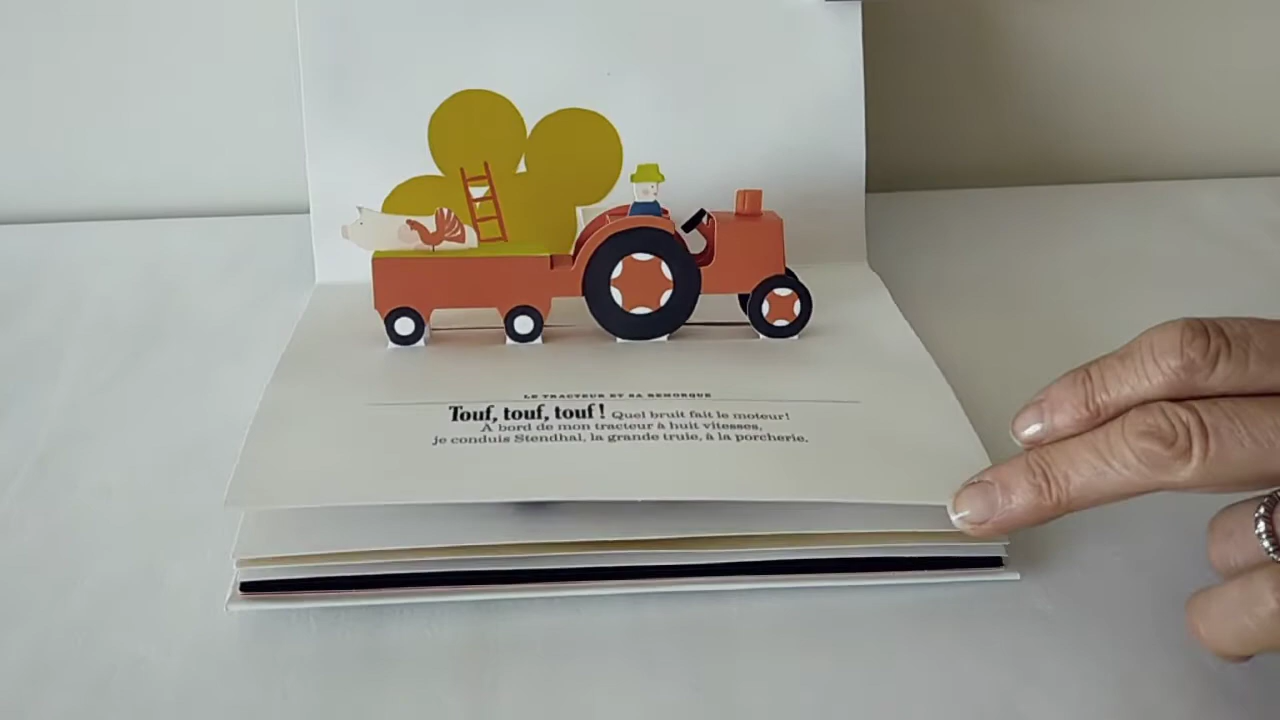 LE TRACTEUR ET SA REMORQUE
Touf, touf, touf! Quel bruit fait le moteur!
À bord de mon tracteur à huit vitesses,
je conduis Stendhal, la grande truie, à la porcherie.